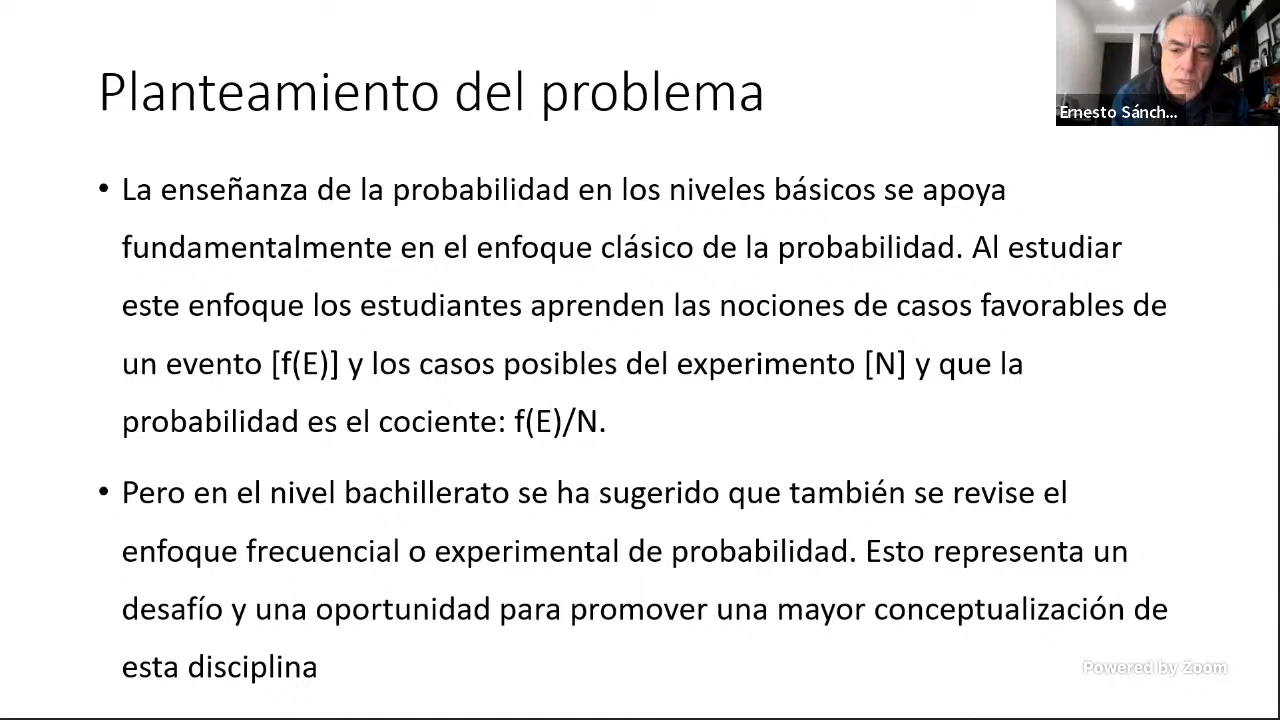 Planteamiento del problema
Ernesto Sánch...
• La enseñanza de la probabilidad en los niveles básicos se apoya
fundamentalmente en el enfoque clásico de la probabilidad. Al estudiar
este enfoque los estudiantes aprenden las nociones de casos favorables de
un evento [f(E)] y los casos posibles del experimento [N] y que la
probabilidad es el cociente: f(E)/N.
• Pero en el nivel bachillerato se ha sugerido que también se revise el
enfoque frecuencial o experimental de probabilidad. Esto representa un
desafío y una oportunidad para promover una mayor conceptualización de
esta disciplina
Powered by Zoom